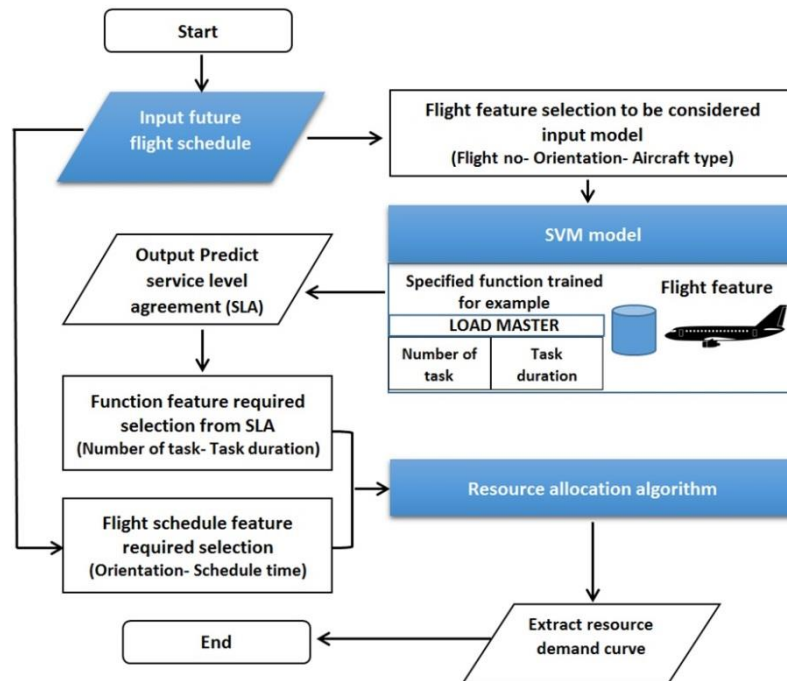 Start
Input future
flight schedule
Flight feature selection to be considered
input model
(Flight no- Orientation- Aircraft type)
SVM model
Specified function trained
for example
LOAD MASTER
Number of
task
Task
duration
Flight feature
Output Predict
service level
agreement (SLA)
Function feature required
selection from SLA
(Number of task- Task duration)
Flight schedule feature
required selection
(Orientation- Schedule time)
Resource allocation algorithm
Extract resource
demand curve
End